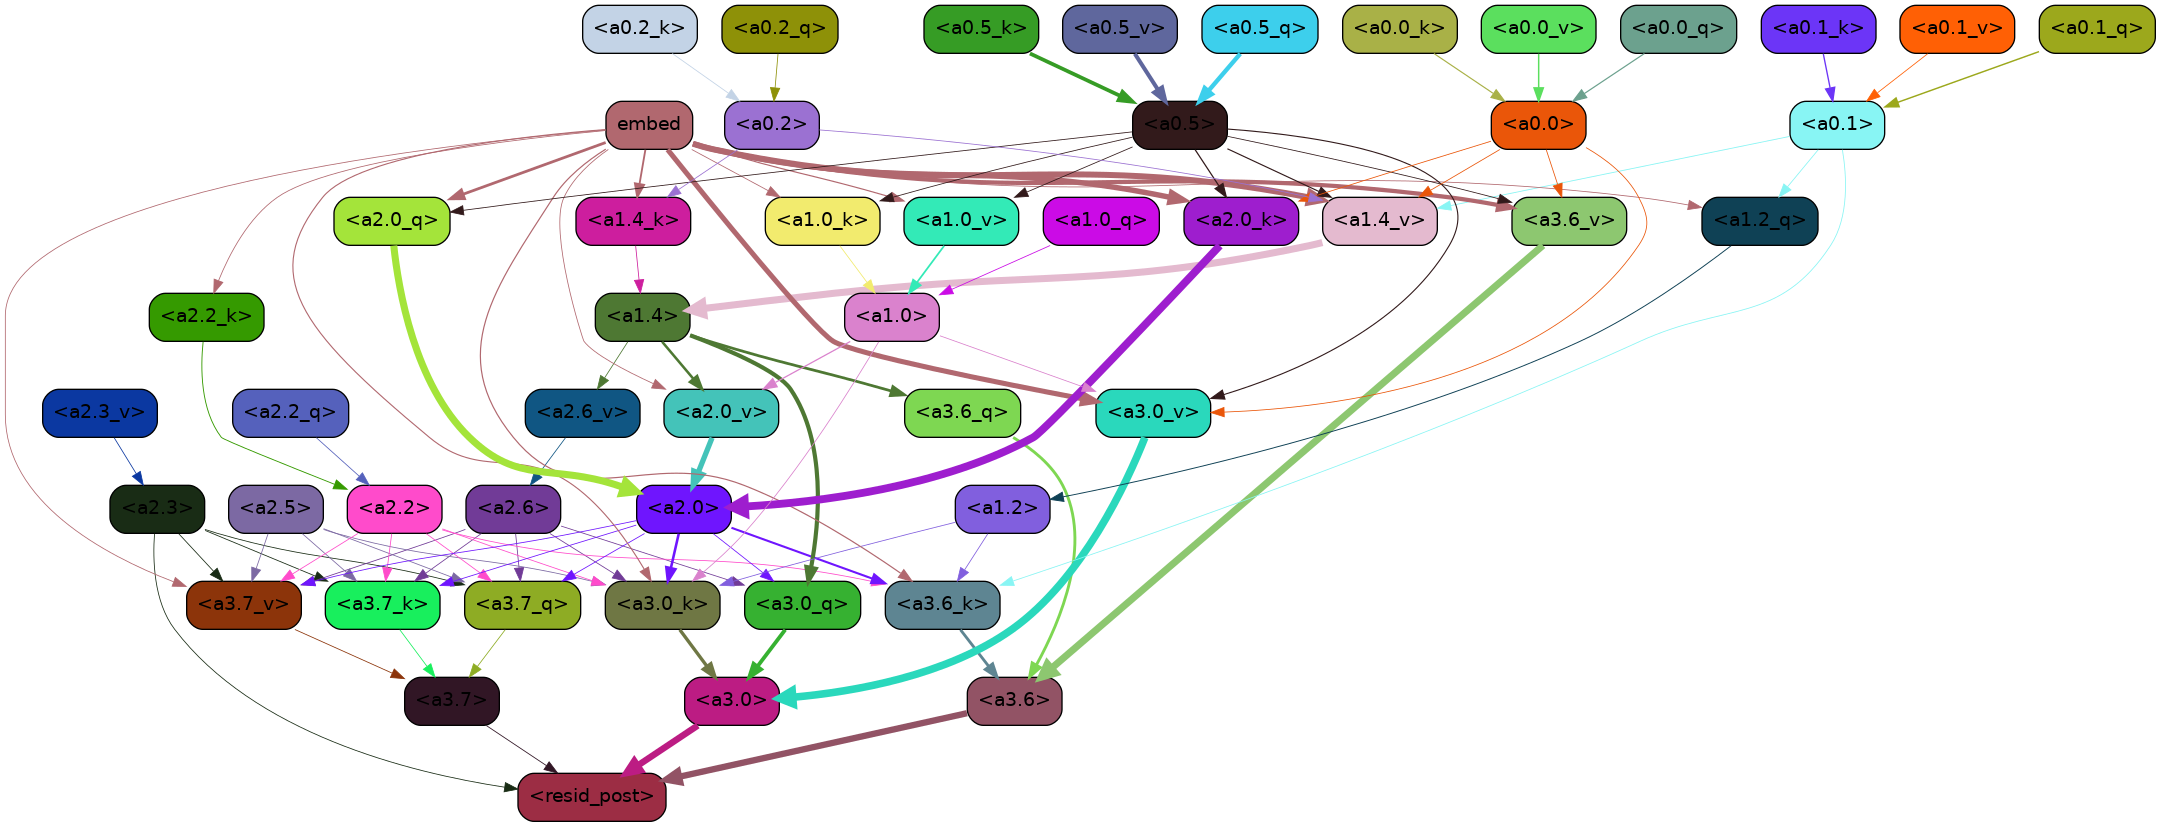 <a0.2_k> <a0.2_q> <a0.5_k> <a0.5_v> <a0.5_q> <a0.0_k> <a0.0_v> <a0.0_q> <a0.1_k> <a0.1_v> <a0.1_q>
embed <a0.2> <a0.5> <a0.0> <a0.1>
<a2.0_q> <a1.4_k> <a1.0_k> <a1.0_v> <a1.0_q> <a2.0_k> <a1.4_v> <a3.6_v> <a1.2_q>
<a2.2_k> <a1.4> <a1.0>
<a2.3_v> <a2.2_q> <a2.6_v> <a2.0_v> <a3.6_q> <a3.0_v>
<a2.3> <a2.5> <a2.2> <a2.6> <a2.0> <a1.2>
<a3.7_v> <a3.7_k> <a3.7_q> <a3.0_k> <a3.0_q> <a3.6_k>
<a3.7> <a3.0> <a3.6>
<resid_post>